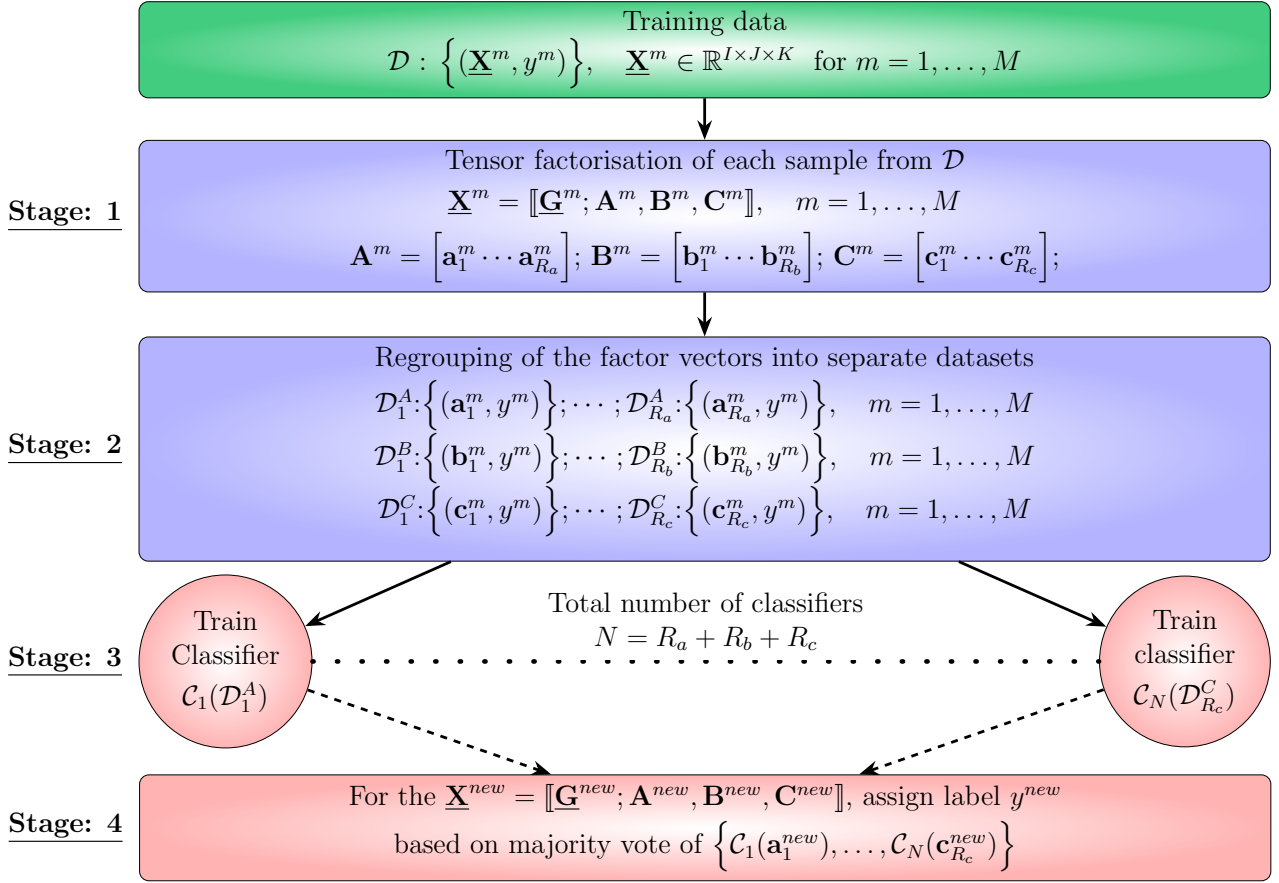 Training data
𝒟 : {(<u>𝐗</u>^m, y^m)}, <u>𝐗</u>^m ∈ ℝ^{I×J×K} for m = 1, . . . , M
Tensor factorisation of each sample from 𝒟
Stage: 1
<u>𝐗</u>^m = ⟦<u>𝐆</u>^m; 𝐀^m, 𝐁^m, 𝐂^m⟧, m = 1, . . . , M
𝐀^m = [𝐚_1^m ⋯ 𝐚_{R_a}^m]; 𝐁^m = [𝐛_1^m ⋯ 𝐛_{R_b}^m]; 𝐂^m = [𝐜_1^m ⋯ 𝐜_{R_c}^m];
Regrouping of the factor vectors into separate datasets
𝒟_1^A:{(𝐚_1^m, y^m)}; ⋯ ; 𝒟_{R_a}^A:{(𝐚_{R_a}^m, y^m)}, m = 1, . . . , M
Stage: 2
𝒟_1^B:{(𝐛_1^m, y^m)}; ⋯ ; 𝒟_{R_b}^B:{(𝐛_{R_b}^m, y^m)}, m = 1, . . . , M
𝒟_1^C:{(𝐜_1^m, y^m)}; ⋯ ; 𝒟_{R_c}^C:{(𝐜_{R_c}^m, y^m)}, m = 1, . . . , M
Stage: 3
Train
Classifier
𝒞_1(𝒟_1^A)
Total number of classifiers
N = R_a + R_b + R_c
Train
classifier
𝒞_N(𝒟_{R_c}^C)
Stage: 4
For the <u>𝐗</u>^{new} = ⟦<u>𝐆</u>^{new}; 𝐀^{new}, 𝐁^{new}, 𝐂^{new}⟧, assign label y^{new}
based on majority vote of {𝒞_1(𝐚_1^{new}), . . . , 𝒞_N(𝐜_{R_c}^{new})}